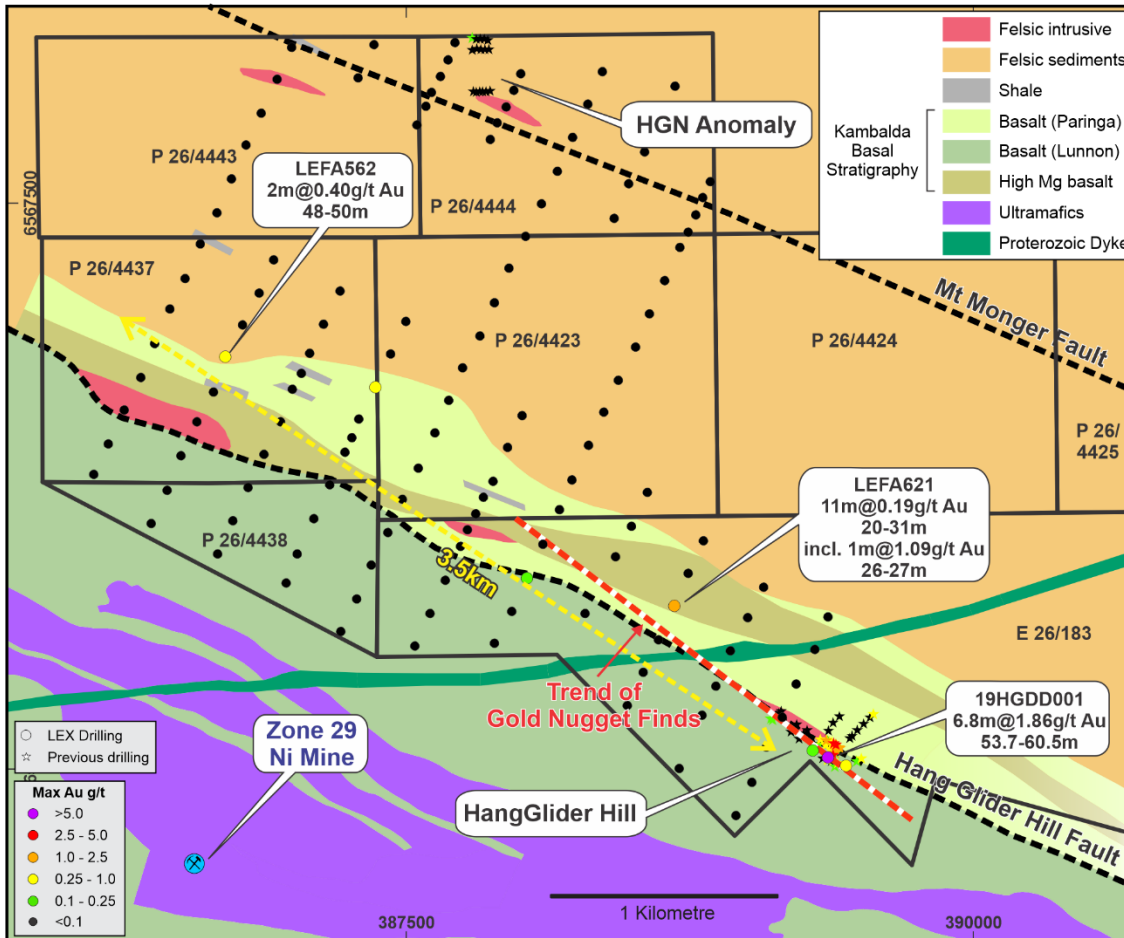 Felsic intrusive
Felsic sediments
Shale
Kambalda
Basal
Stratigraphy
Basalt (Paringa)
Basalt (Lunnon)
High Mg basalt
Ultramafics
Proterozoic Dyke
HGN Anomaly
P 26/4443
LEFA562
2m@0.40g/t Au
48-50m
P 26/4444
6567500
P 26/4437
Mt Monger Fault
P 26/4423
P 26/4424
P 26/
4425
LEFA621
11m@0.19g/t Au
20-31m
incl. 1m@1.09g/t Au
26-27m
P 26/4438
3.5km
E 26/183
Trend of
Gold Nugget Finds
19HGDD001
6.8m@1.86g/t Au
53.7-60.5m
Zone 29
Ni Mine
HangGlider Hill
Hang Glider Hill Fault
LEX Drilling
Previous drilling
Max Au g/t
>5.0
2.5 - 5.0
1.0 - 2.5
0.25 - 1.0
0.1 - 0.25
<0.1
1 Kilometre
387500
390000